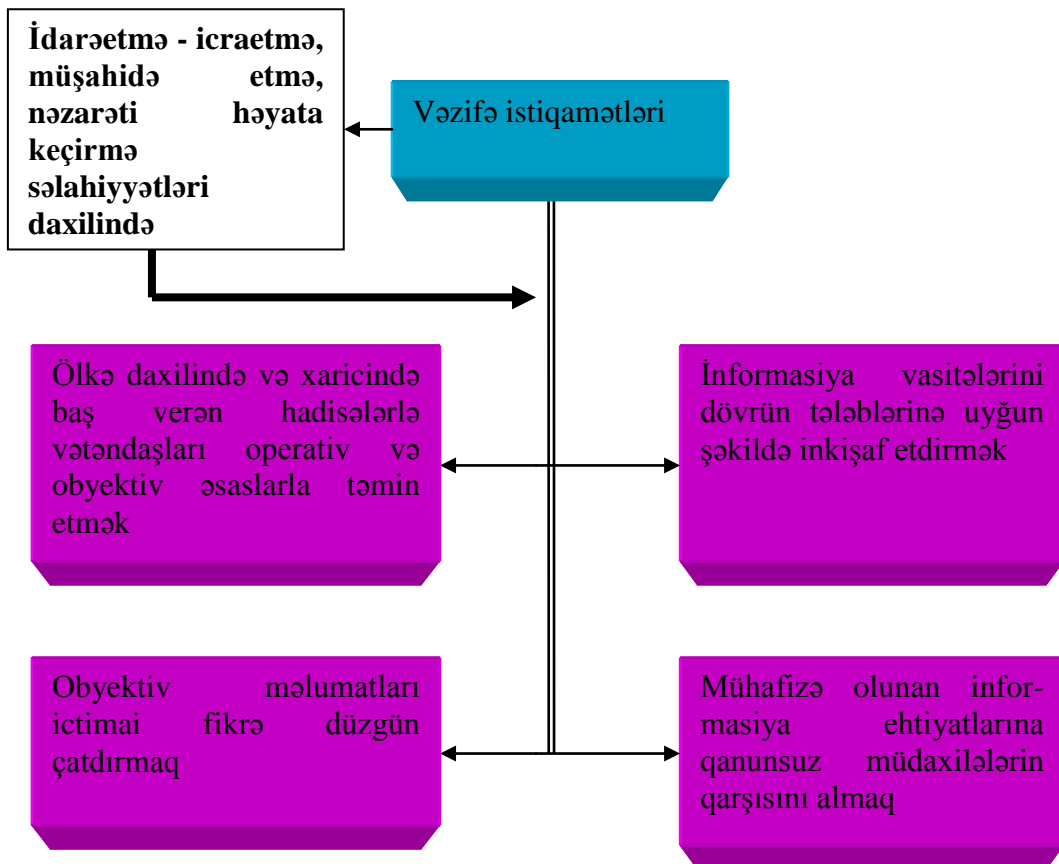 İdarəetmə - icraetmə,
müşahidə etmə,
nəzarəti həyata
keçirmə
səlahiyyətləri
daxilində
Vəzifə istiqamətləri
Ölkə daxilində və xaricində
baş verən hadisələrlə
vətəndaşları operativ və
obyektiv əsaslarla təmin
etmək
İnformasiya vasitələrini
dövrün tələblərinə uyğun
şəkildə inkişaf etdirmək
Obyektiv məlumatları
ictimai fikrə düzgün
çatdırmaq
Mühafizə olunan infor-
masiya ehtiyatlarına
qanunsuz müdaxilələrin
qarşısını almaq